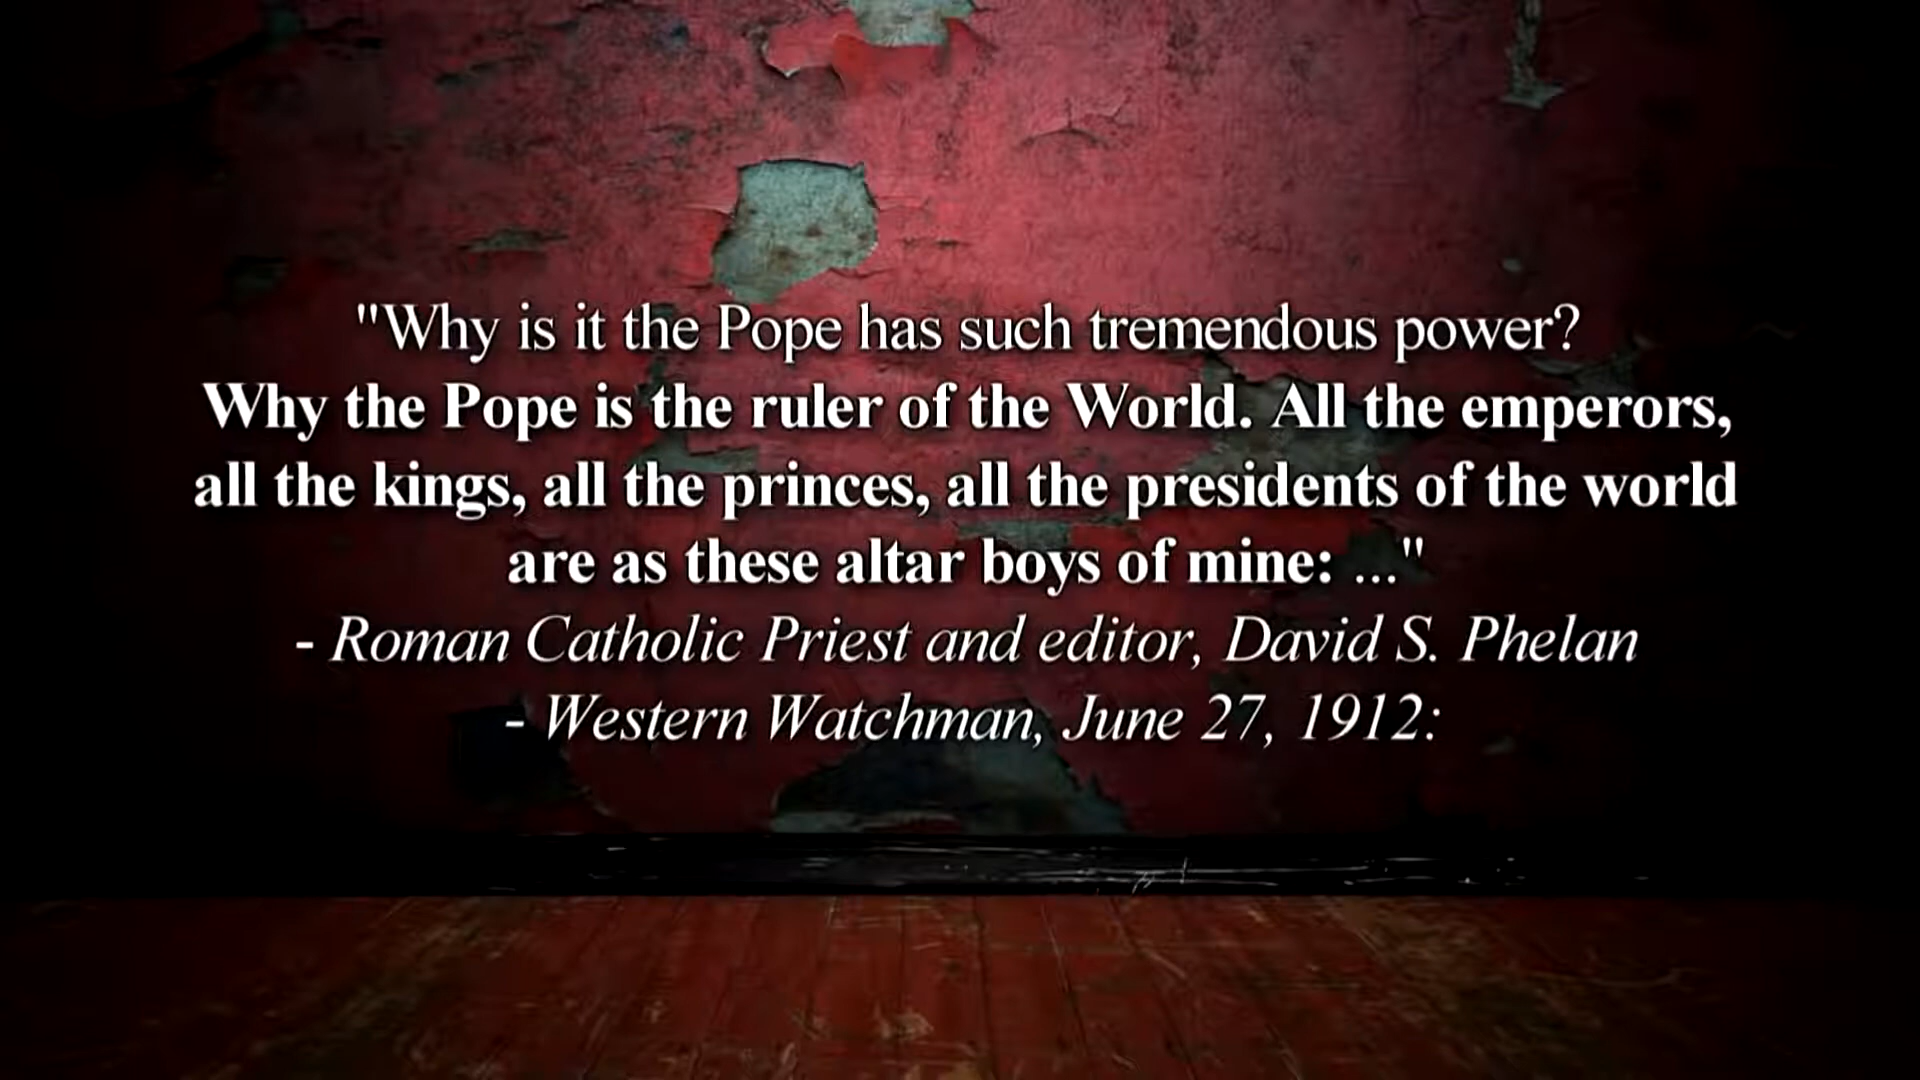 "Why is it the Pope has such tremendous power?
Why the Pope is the ruler of the World. All the emperors,
all the kings, all the princes, all the presidents of the world
are as these altar boys of mine: ..."
- Roman Catholic Priest and editor, David S. Phelan
- Western Watchman, June 27, 1912: